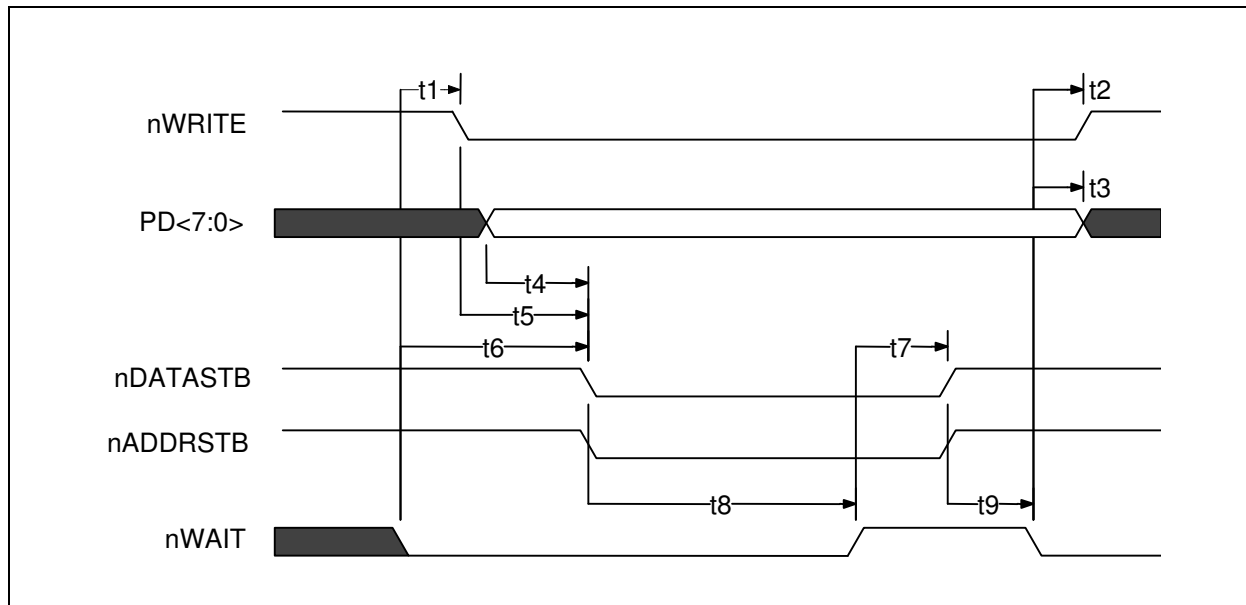 t1
t2
nWRITE
t3
PD<7:0>
t4
t5
t6
t7
nDATASTB
nADDRSTB
t8
t9
nWAIT